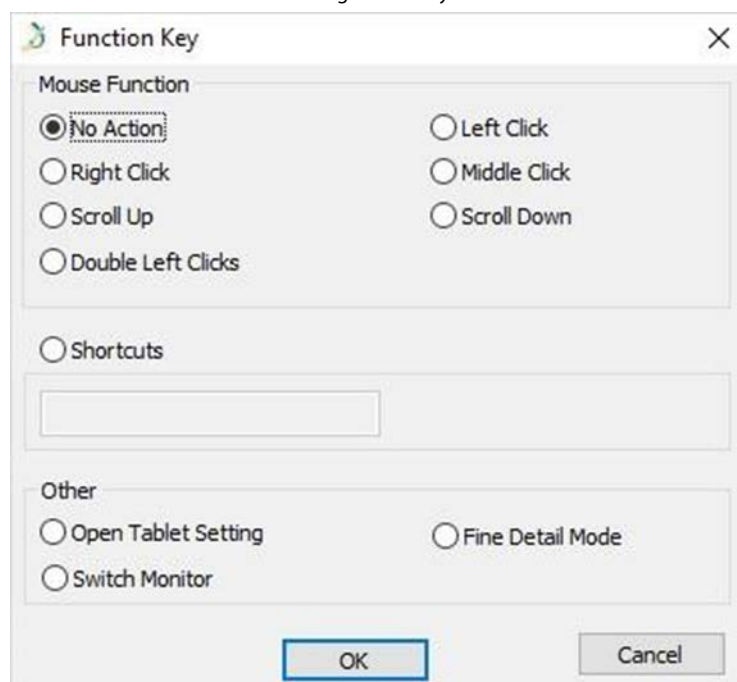 Function Key
Mouse Function
No Action
Left Click
Right Click
Middle Click
Scroll Up
Scroll Down
Double Left Clicks
Shortcuts
Other
Open Tablet Setting
Fine Detail Mode
Switch Monitor
OK
Cancel